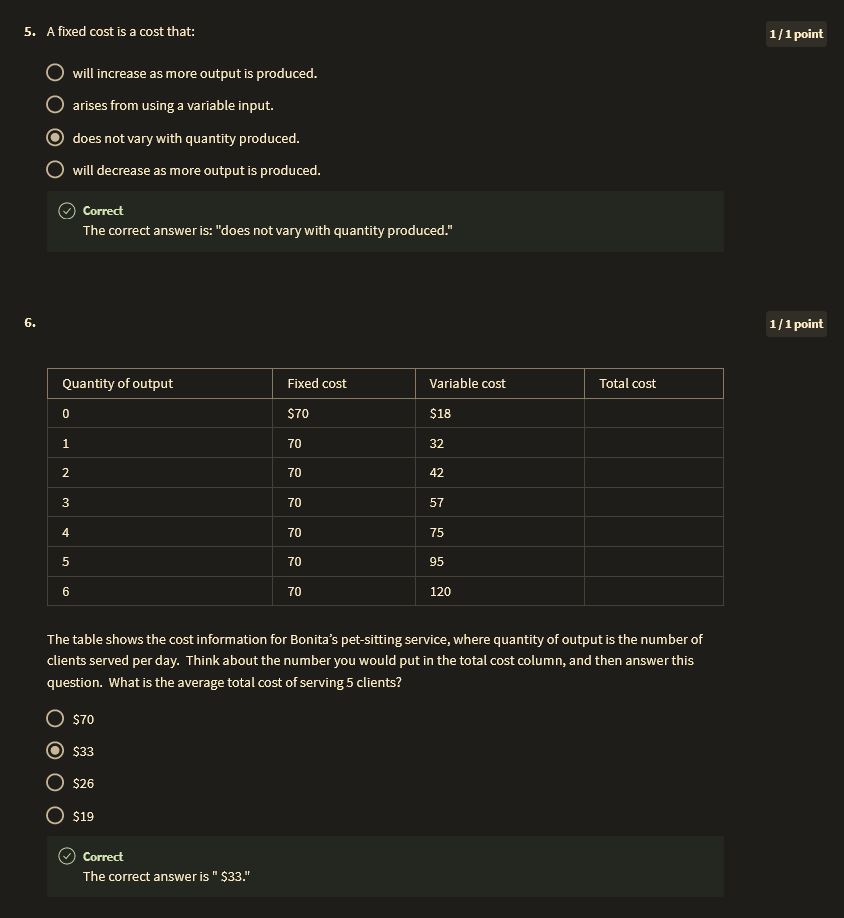 5. A fixed cost is a cost that:
1 / 1 point
will increase as more output is produced.
arises from using a variable input.
does not vary with quantity produced.
will decrease as more output is produced.
Correct
The correct answer is: "does not vary with quantity produced."
6.
1 / 1 point
Quantity of output Fixed cost Variable cost Total cost
0 $70 $18
1 70 32
2 70 42
3 70 57
4 70 75
5 70 95
6 70 120
The table shows the cost information for Bonita’s pet-sitting service, where quantity of output is the number of
clients served per day.  Think about the number you would put in the total cost column, and then answer this
question.  What is the average total cost of serving 5 clients?
$70
$33
$26
$19
Correct
The correct answer is " $33."